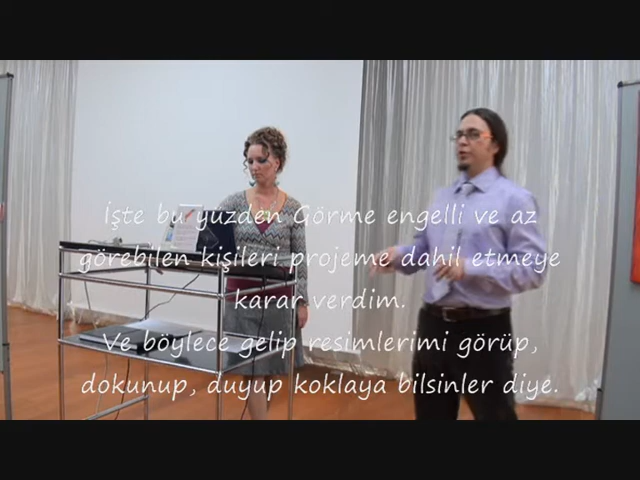 İşte bu yüzden Görme engelli ve az
görebilen kişileri projeme dahil etmeye
karar verdim.
Ve böylece gelip resimlerimi görüp,
dokunup, duyup koklaya bilsinler diye.